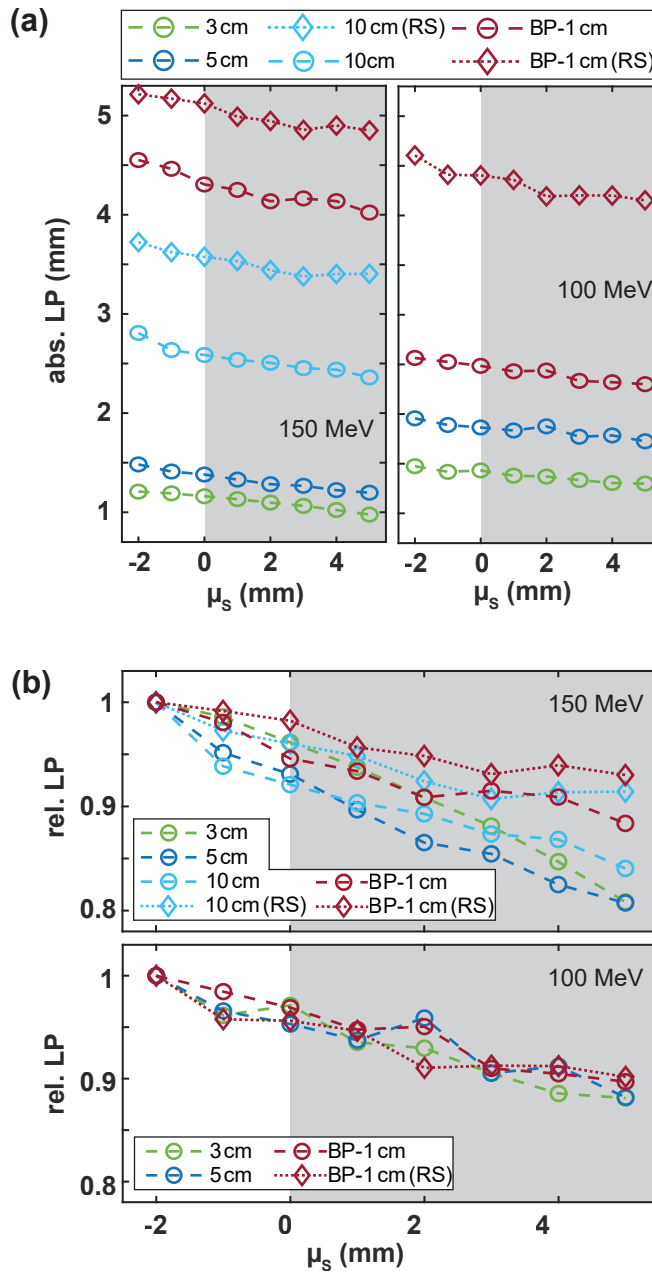 (a)
3 cm 10 cm (RS) BP-1 cm
5cm 10cm BP-1 cm (RS)
abs. LP (mm)
5
4
3
2
1
150 MeV
100 MeV
-2 0 2 4
-2 0 2 4
μs (mm) μs (mm)
(b)
rel. LP
1
0.9
0.8
150 MeV
3 cm
5 cm
10 cm BP-1 cm
10 cm (RS) BP-1 cm (RS)
rel. LP
1
0.9
0.8
100 MeV
3 cm BP-1 cm
5 cm BP-1 cm (RS)
-2 0 2 4
μs (mm)